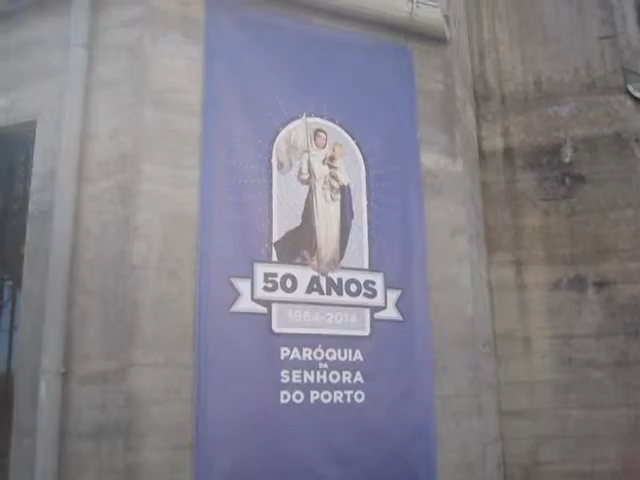 50 ANOS
1964-2014
PARÓQUIA
DA
SENHORA
DO PORTO